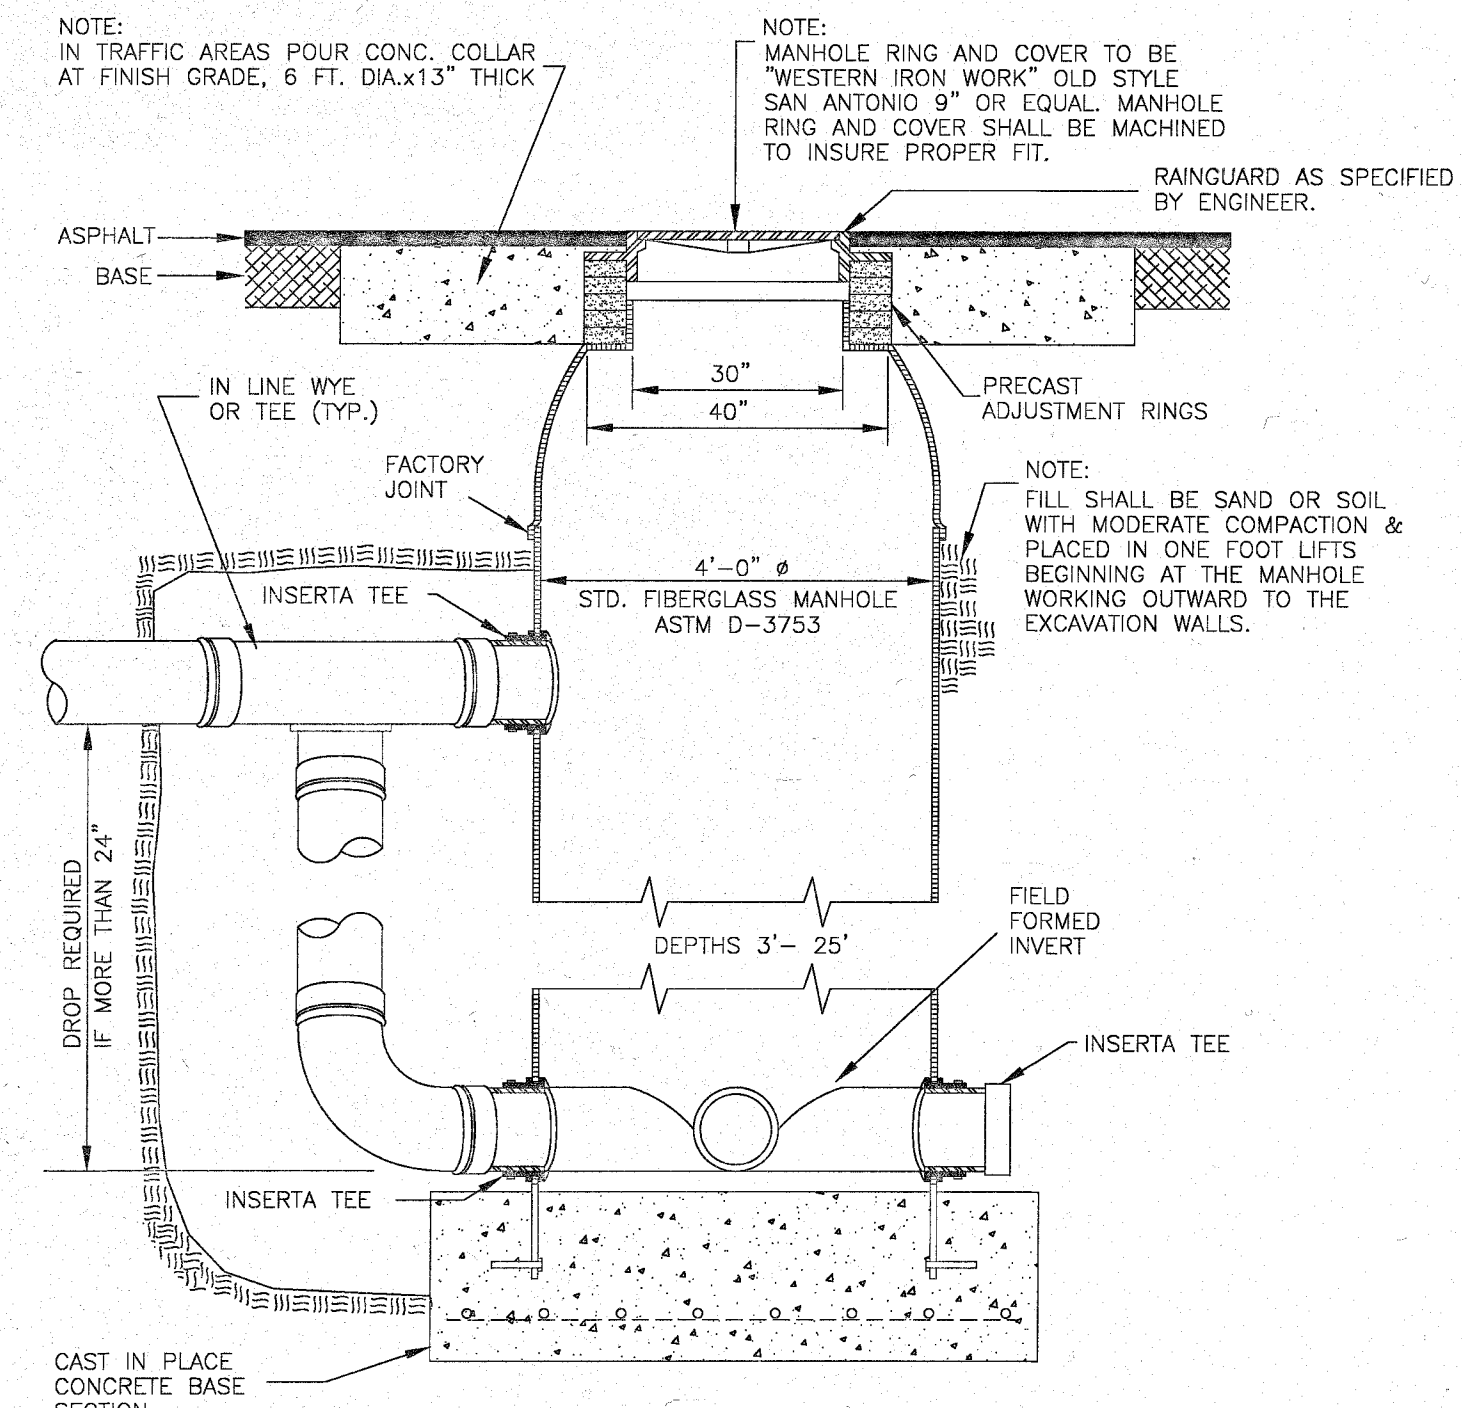 NOTE:
IN TRAFFIC AREAS POUR CONC. COLLAR
AT FINISH GRADE, 6 FT. DIA.x13" THICK
NOTE:
MANHOLE RING AND COVER TO BE
"WESTERN IRON WORK" OLD STYLE
SAN ANTONIO 9" OR EQUAL. MANHOLE
RING AND COVER SHALL BE MACHINED
TO INSURE PROPER FIT.
RAINGUARD AS SPECIFIED
BY ENGINEER.
ASPHALT
BASE
IN LINE WYE
OR TEE (TYP.)
30"
40"
PRECAST
ADJUSTMENT RINGS
FACTORY
JOINT
NOTE:
FILL SHALL BE SAND OR SOIL
WITH MODERATE COMPACTION &
PLACED IN ONE FOOT LIFTS
BEGINNING AT THE MANHOLE
WORKING OUTWARD TO THE
EXCAVATION WALLS.
INSERTA TEE
4'-0" ø
STD. FIBERGLASS MANHOLE
ASTM D-3753
DROP REQUIRED
IF MORE THAN 24"
DEPTHS 3'- 25'
FIELD
FORMED
INVERT
INSERTA TEE
INSERTA TEE
CAST IN PLACE
CONCRETE BASE
SECTION